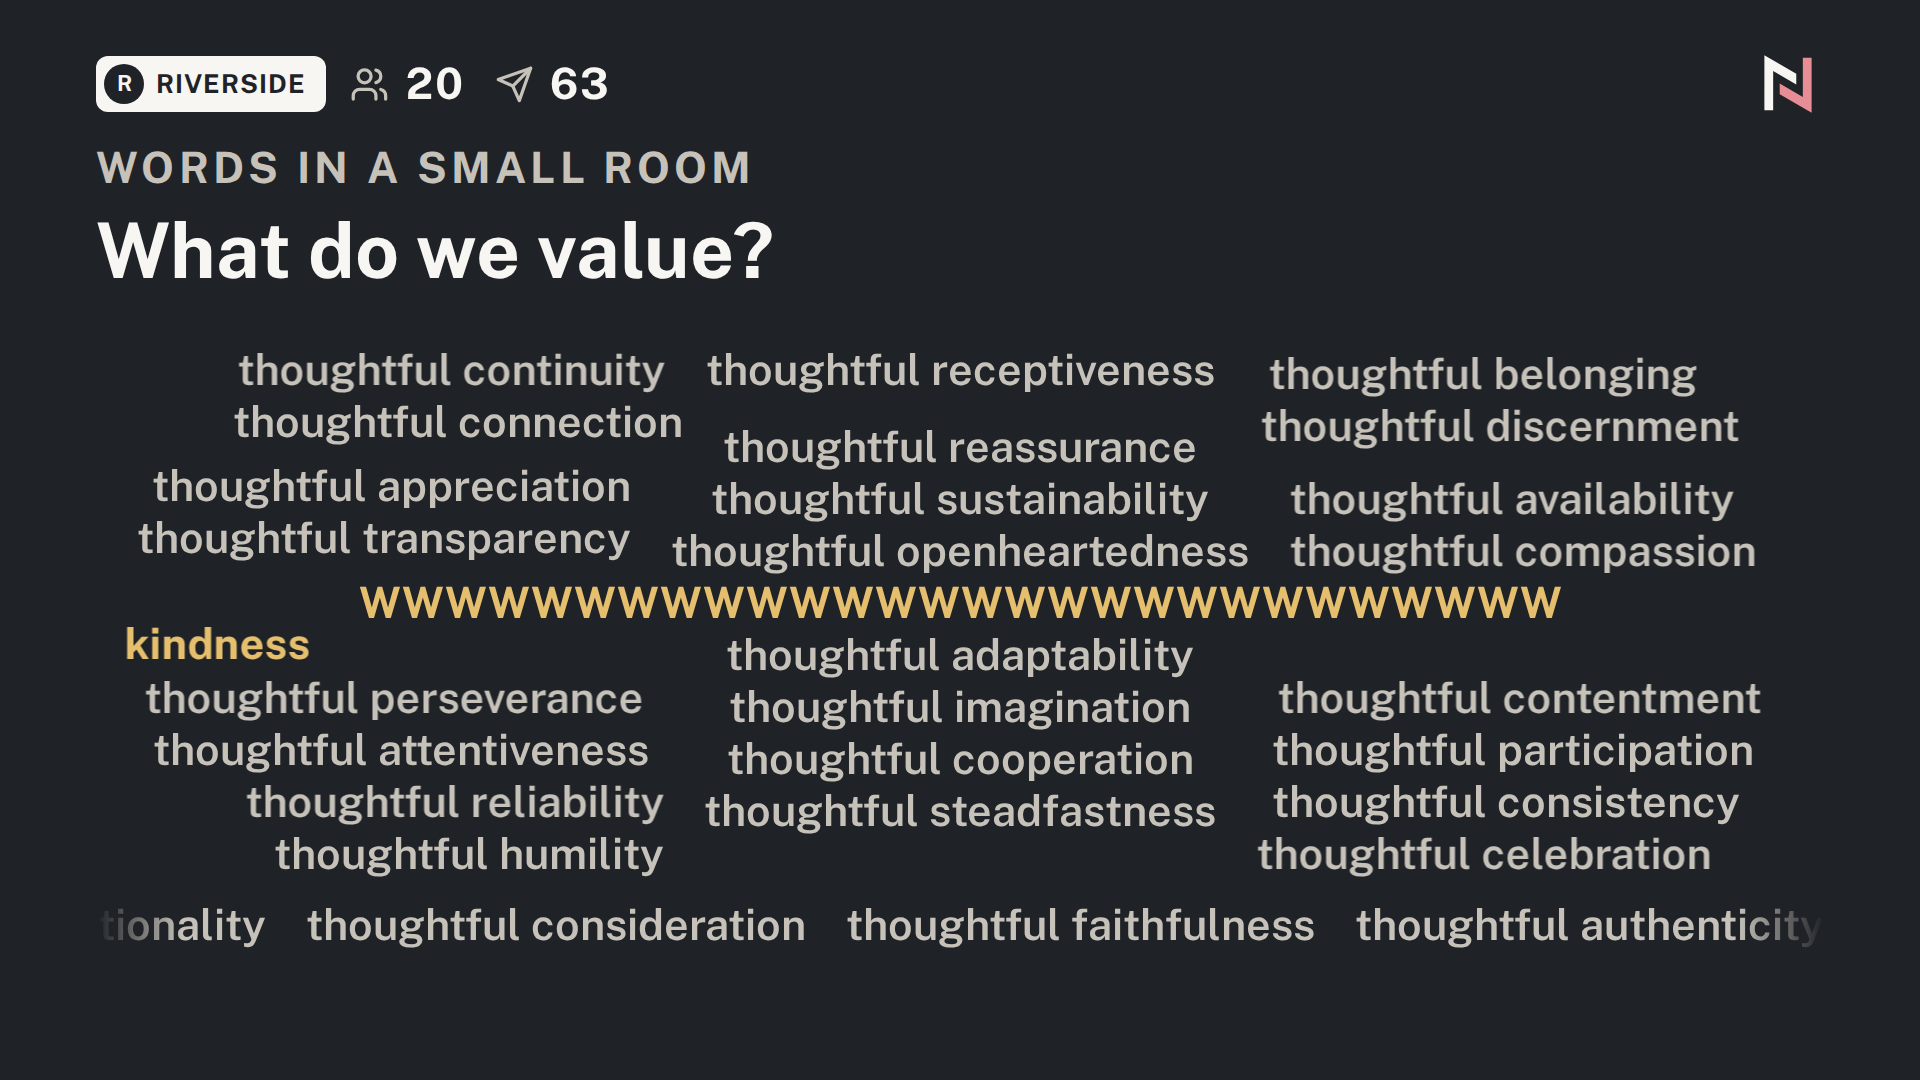 R RIVERSIDE 20 63
WORDS IN A SMALL ROOM
What do we value?
thoughtful continuity thoughtful receptiveness thoughtful belonging
thoughtful connection thoughtful discernment
thoughtful reassurance
thoughtful appreciation thoughtful sustainability thoughtful availability
thoughtful transparency thoughtful openheartedness thoughtful compassion
WWWWWWWWWWWWWWWWWWWWWWWWWWWW
kindness thoughtful adaptability
thoughtful perseverance thoughtful imagination thoughtful contentment
thoughtful attentiveness thoughtful cooperation thoughtful participation
thoughtful reliability thoughtful steadfastness thoughtful consistency
thoughtful humility thoughtful celebration
tionality thoughtful consideration thoughtful faithfulness thoughtful authenticity